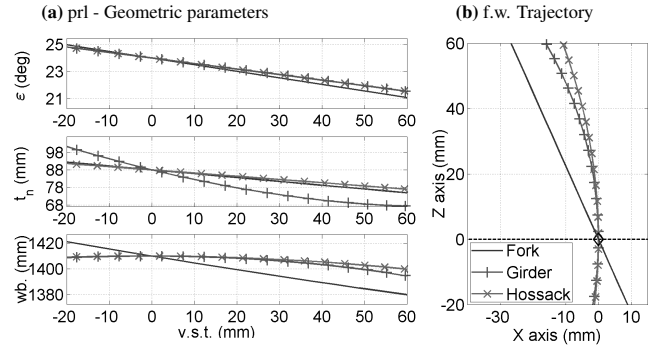 (a) prl - Geometric parameters
25
23
21
ε (deg)
-20 -10 0 10 20 30 40 50 60
98
88
78
68
t_n (mm)
-20 -10 0 10 20 30 40 50 60
1420
1400
1380
wb. (mm)
-20 -10 0 10 20 30 40 50 60
v.s.t. (mm)
(b) f.w. Trajectory
60
40
20
0
-20
Z axis (mm)
Fork
Girder
Hossack
-30 -20 -10 0 10
X axis (mm)